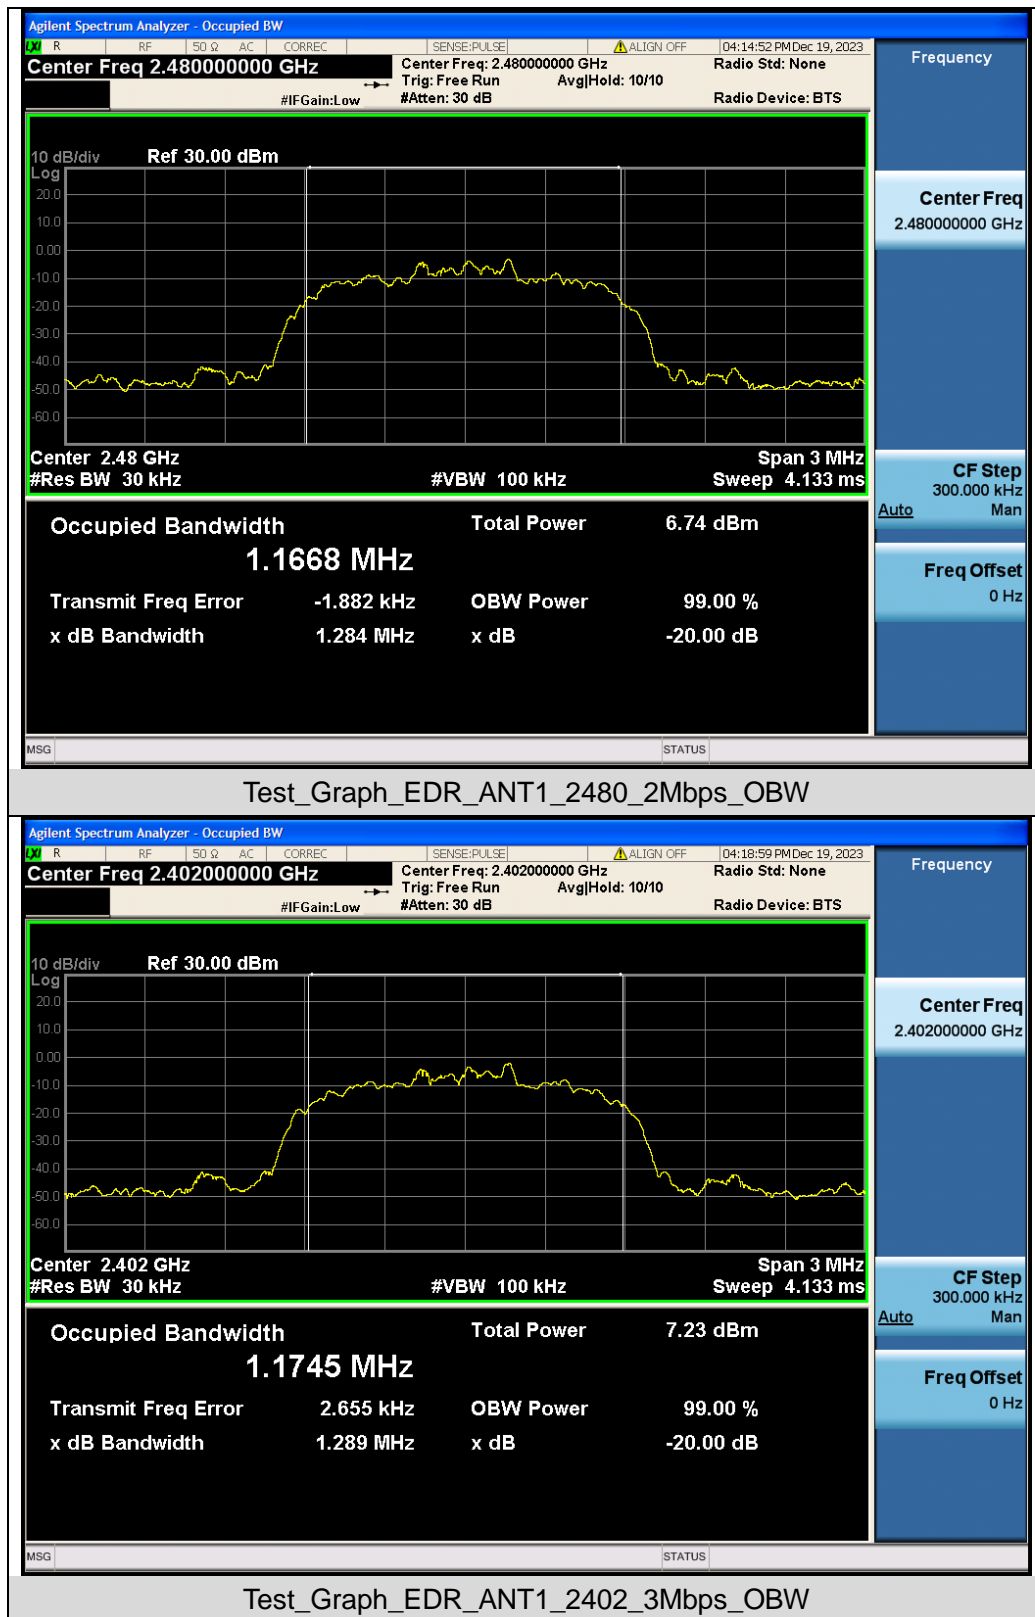 Agilent Spectrum Analyzer - Occupied BW
LXI R RF 50 Ω AC CORREC SENSE:PULSE ALIGN OFF 04:14:52 PM Dec 19, 2023
Center Freq 2.480000000 GHz
Center Freq: 2.480000000 GHz
Radio Std: None
Trig: Free Run Avg|Hold: 10/10
#IFGain:Low
#Atten: 30 dB
Radio Device: BTS
Frequency
10 dB/div Ref 30.00 dBm
Log
20.0
10.0
0.00
-10.0
-20.0
-30.0
-40.0
-50.0
-60.0
Center 2.48 GHz
Span 3 MHz
#Res BW 30 kHz
#VBW 100 kHz
Sweep 4.133 ms
Center Freq
2.480000000 GHz
CF Step
300.000 kHz
Auto Man
Freq Offset
0 Hz
Occupied Bandwidth
1.1668 MHz
Total Power 6.74 dBm
Transmit Freq Error -1.882 kHz
OBW Power 99.00 %
x dB Bandwidth 1.284 MHz
x dB -20.00 dB
MSG
STATUS
Test_Graph_EDR_ANT1_2480_2Mbps_OBW
Agilent Spectrum Analyzer - Occupied BW
LXI R RF 50 Ω AC CORREC SENSE:PULSE ALIGN OFF 04:18:59 PM Dec 19, 2023
Center Freq 2.402000000 GHz
Center Freq: 2.402000000 GHz
Radio Std: None
Trig: Free Run Avg|Hold: 10/10
#IFGain:Low
#Atten: 30 dB
Radio Device: BTS
Frequency
10 dB/div Ref 30.00 dBm
Log
20.0
10.0
0.00
-10.0
-20.0
-30.0
-40.0
-50.0
-60.0
Center 2.402 GHz
Span 3 MHz
#Res BW 30 kHz
#VBW 100 kHz
Sweep 4.133 ms
Center Freq
2.402000000 GHz
CF Step
300.000 kHz
Auto Man
Freq Offset
0 Hz
Occupied Bandwidth
1.1745 MHz
Total Power 7.23 dBm
Transmit Freq Error 2.655 kHz
OBW Power 99.00 %
x dB Bandwidth 1.289 MHz
x dB -20.00 dB
MSG
STATUS
Test_Graph_EDR_ANT1_2402_3Mbps_OBW